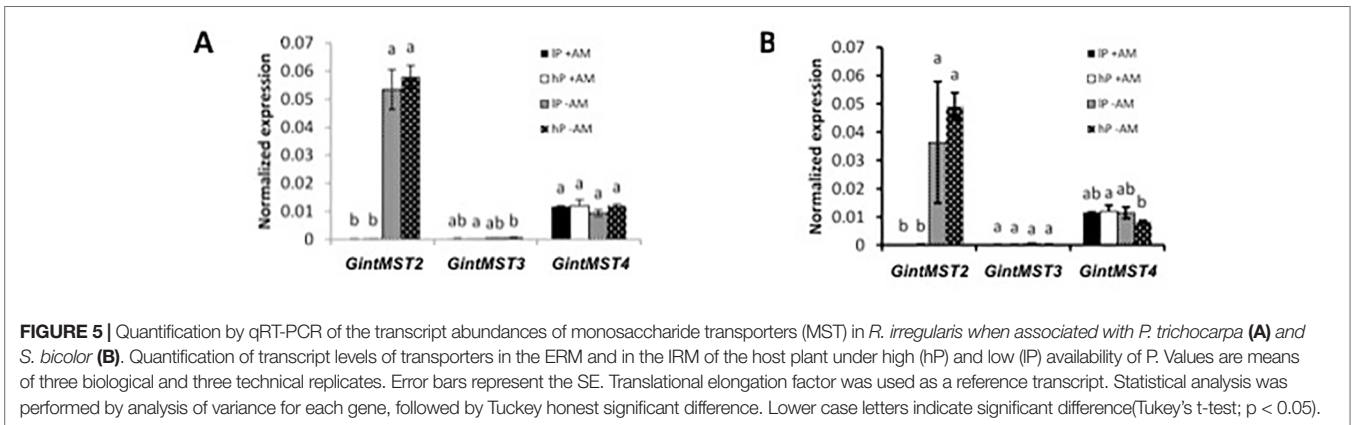 A
B
0.07
0.06
0.05
0.04
0.03
0.02
0.01
0
Normalized expression
b b a a
ab a ab b
a a a a
GintMST2 GintMST3 GintMST4
lP +AM
hP +AM
lP -AM
hP -AM
0.07
0.06
0.05
0.04
0.03
0.02
0.01
0
Normalized expression
b b a a
a a a a
ab a ab b
GintMST2 GintMST3 GintMST4
lP +AM
hP +AM
lP -AM
hP -AM
FIGURE 5 | Quantification by qRT-PCR of the transcript abundances of monosaccharide transporters (MST) in R. irregularis when associated with P. trichocarpa (A) and
S. bicolor (B). Quantification of transcript levels of transporters in the ERM and in the IRM of the host plant under high (hP) and low (lP) availability of P. Values are means
of three biological and three technical replicates. Error bars represent the SE. Translational elongation factor was used as a reference transcript. Statistical analysis was
performed by analysis of variance for each gene, followed by Tuckey honest significant difference. Lower case letters indicate significant difference(Tukey's t-test; p < 0.05).